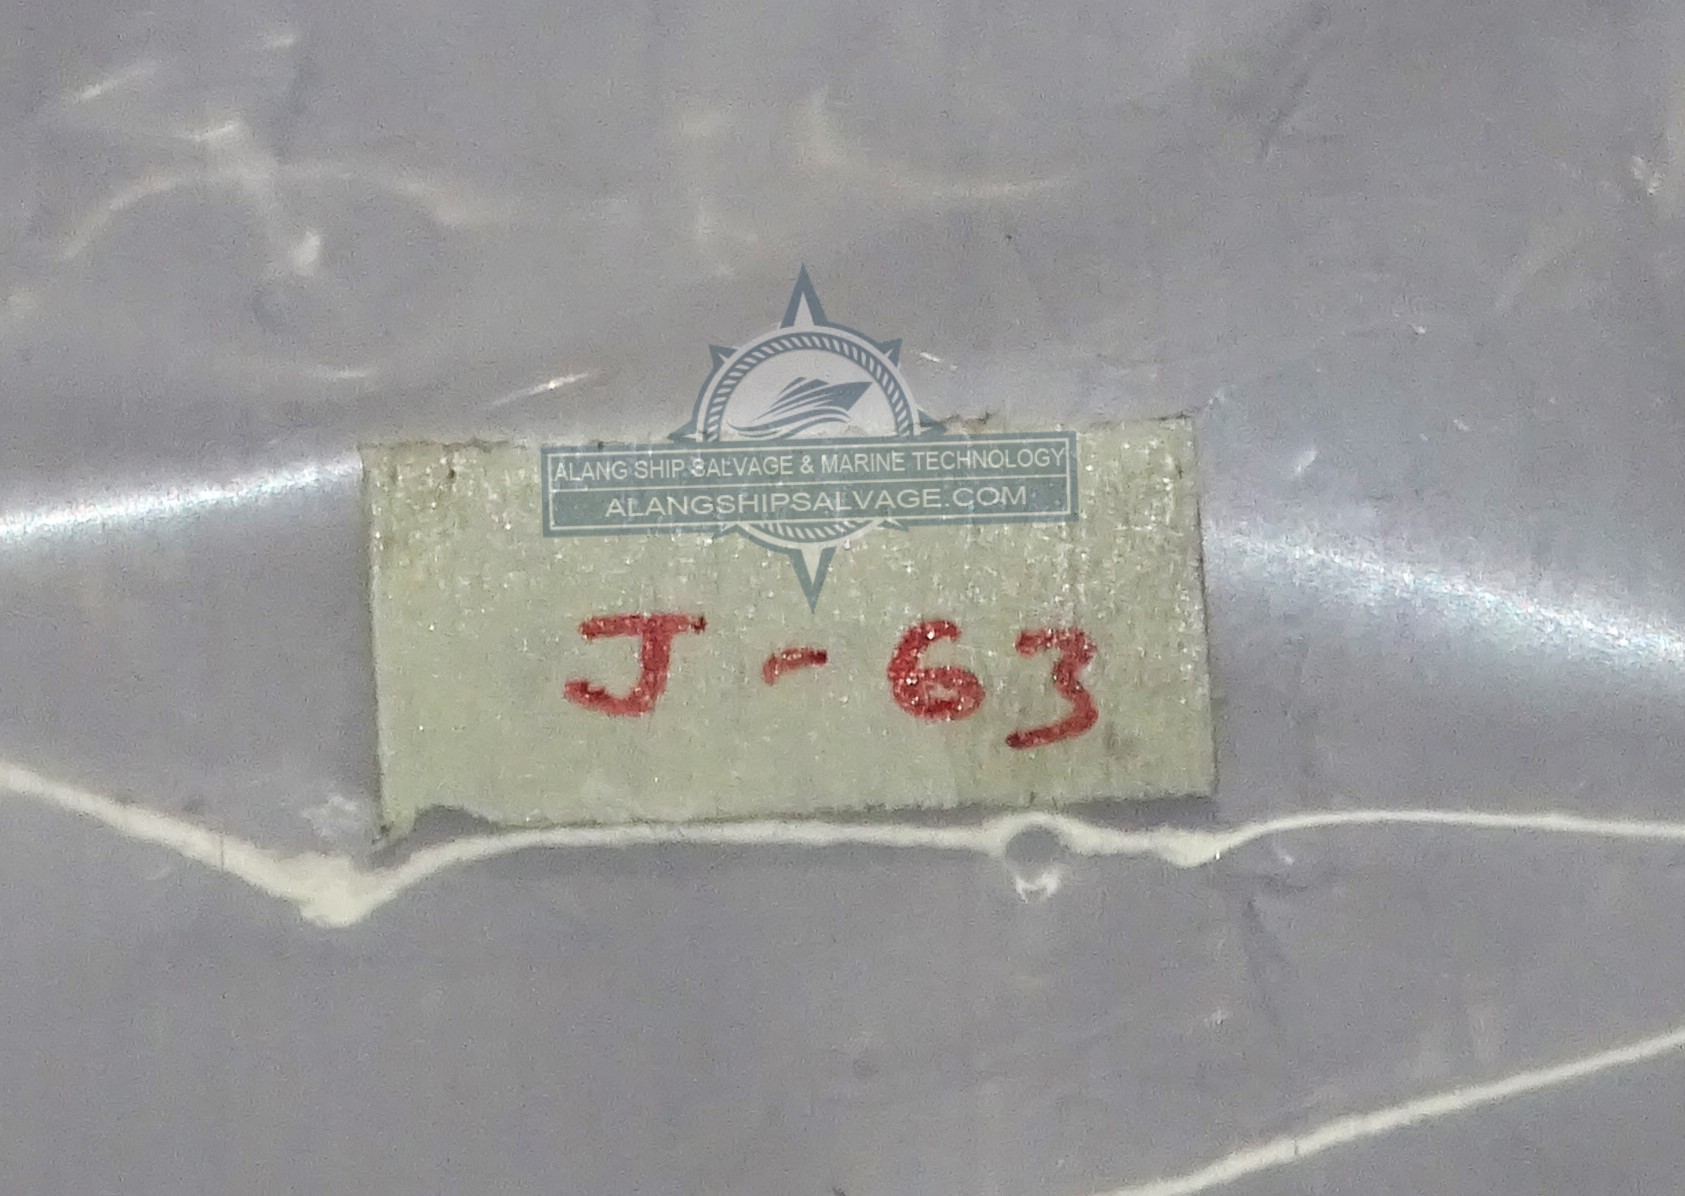 ALANG SHIP SALVAGE & MARINE TECHNOLOGY
ALANGSHIPSALVAGE.COM
J - 63